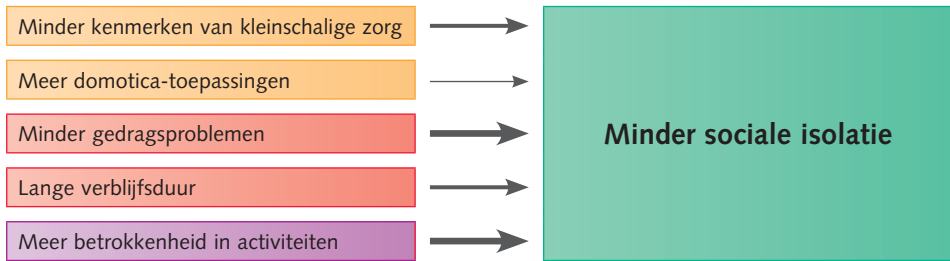 Minder kenmerken van kleinschalige zorg
Meer domotica-toepassingen
Minder gedragsproblemen
Lange verblijfsduur
Meer betrokkenheid in activiteiten
Minder sociale isolatie